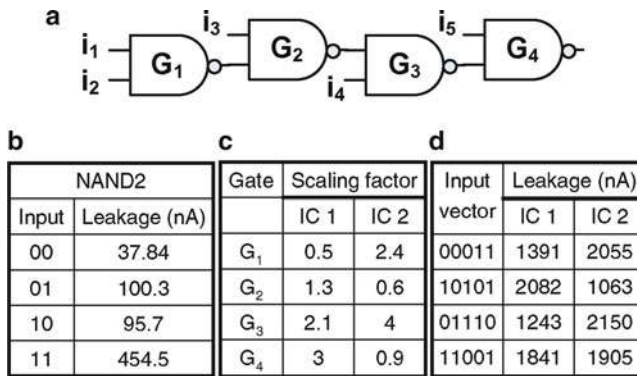 a
i1
i2
G1
i3
G2
i4
G3
i5
G4
b
NAND2
Input Leakage (nA)
00 37.84
01 100.3
10 95.7
11 454.5
c
Gate Scaling factor
IC 1 IC 2
G1 0.5 2.4
G2 1.3 0.6
G3 2.1 4
G4 3 0.9
d
Input vector Leakage (nA)
IC 1 IC 2
00011 1391 2055
10101 2082 1063
01110 1243 2150
11001 1841 1905